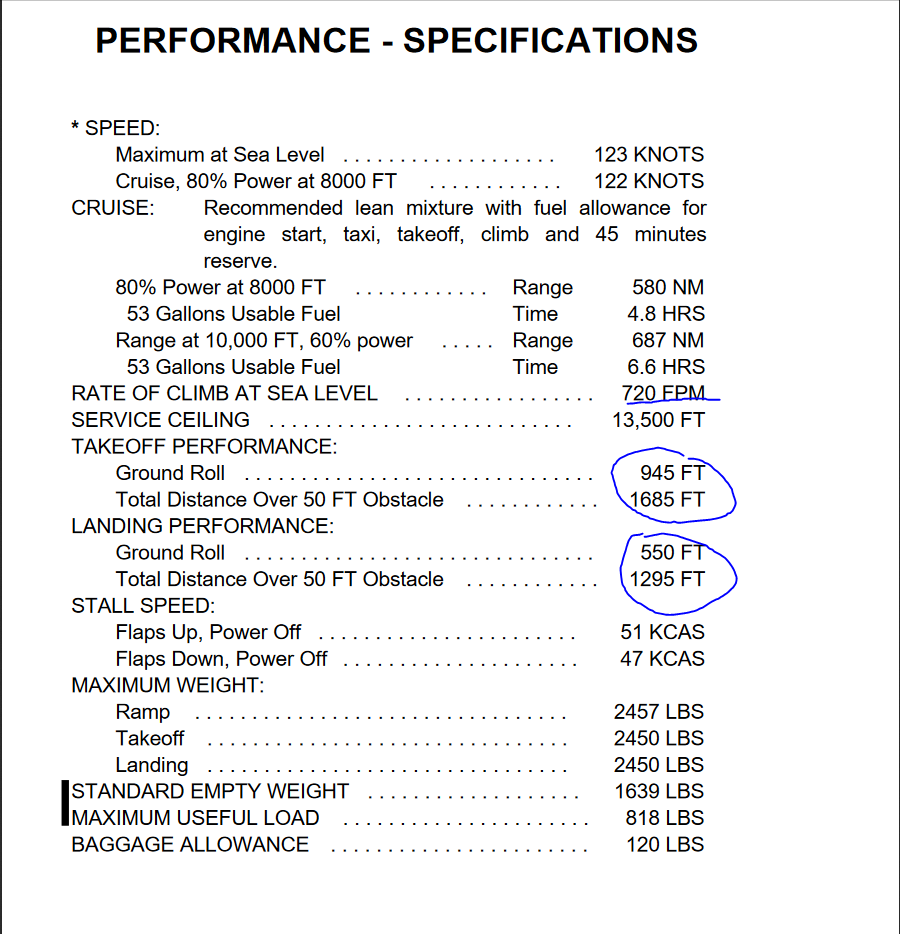 PERFORMANCE - SPECIFICATIONS
* SPEED:
Maximum at Sea Level . . . . . . . . . . . . . . . . . . . 123 KNOTS
Cruise, 80% Power at 8000 FT . . . . . . . . . . . . 122 KNOTS
CRUISE: Recommended lean mixture with fuel allowance for
engine start, taxi, takeoff, climb and 45 minutes
reserve.
80% Power at 8000 FT . . . . . . . . . . . . Range 580 NM
53 Gallons Usable Fuel Time 4.8 HRS
Range at 10,000 FT, 60% power . . . . . Range 687 NM
53 Gallons Usable Fuel Time 6.6 HRS
RATE OF CLIMB AT SEA LEVEL . . . . . . . . . . . . . . . . . 720 FPM
SERVICE CEILING . . . . . . . . . . . . . . . . . . . . . . . . . . . 13,500 FT
TAKEOFF PERFORMANCE:
Ground Roll . . . . . . . . . . . . . . . . . . . . . . . . . . . . . . . 945 FT
Total Distance Over 50 FT Obstacle . . . . . . . . . . . . 1685 FT
LANDING PERFORMANCE:
Ground Roll . . . . . . . . . . . . . . . . . . . . . . . . . . . . . . . 550 FT
Total Distance Over 50 FT Obstacle . . . . . . . . . . . . 1295 FT
STALL SPEED:
Flaps Up, Power Off . . . . . . . . . . . . . . . . . . . . . . . 51 KCAS
Flaps Down, Power Off . . . . . . . . . . . . . . . . . . . . . 47 KCAS
MAXIMUM WEIGHT:
Ramp . . . . . . . . . . . . . . . . . . . . . . . . . . . . . . . . . 2457 LBS
Takeoff . . . . . . . . . . . . . . . . . . . . . . . . . . . . . . . . 2450 LBS
Landing . . . . . . . . . . . . . . . . . . . . . . . . . . . . . . 2450 LBS
STANDARD EMPTY WEIGHT . . . . . . . . . . . . . . . . . . . 1639 LBS
MAXIMUM USEFUL LOAD . . . . . . . . . . . . . . . . . . . . . . 818 LBS
BAGGAGE ALLOWANCE . . . . . . . . . . . . . . . . . . . . . . . 120 LBS